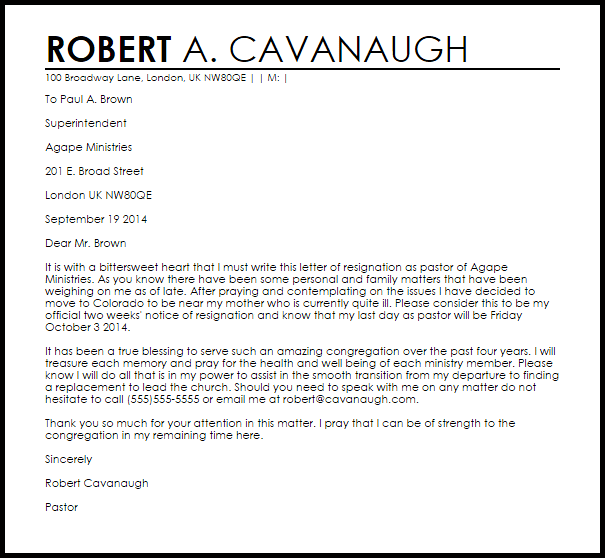 ROBERT A. CAVANAUGH
100 Broadway Lane, London, UK NW80QE | | M: |
To Paul A. Brown
Superintendent
Agape Ministries
201 E. Broad Street
London UK NW80QE
September 19 2014
Dear Mr. Brown
It is with a bittersweet heart that I must write this letter of resignation as pastor of Agape
Ministries. As you know there have been some personal and family matters that have been
weighing on me as of late. After praying and contemplating on the issues I have decided to
move to Colorado to be near my mother who is currently quite ill. Please consider this to be my
official two weeks' notice of resignation and know that my last day as pastor will be Friday
October 3 2014.
It has been a true blessing to serve such an amazing congregation over the past four years. I will
treasure each memory and pray for the health and well being of each ministry member. Please
know I will do all that is in my power to assist in the smooth transition from my departure to finding
a replacement to lead the church. Should you need to speak with me on any matter do not
hesitate to call (555)555-5555 or email me at robert@cavanaugh.com.
Thank you so much for your attention in this matter. I pray that I can be of strength to the
congregation in my remaining time here.
Sincerely
Robert Cavanaugh
Pastor